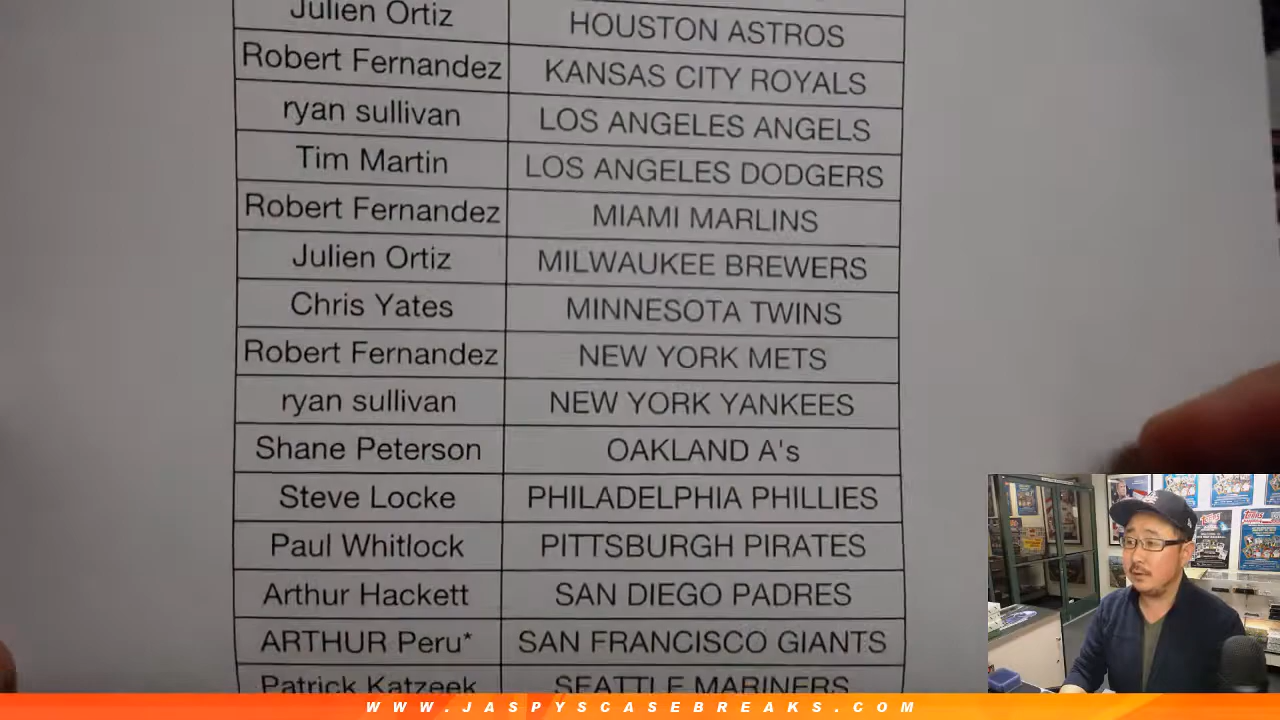 Julien Ortiz HOUSTON ASTROS
Robert Fernandez KANSAS CITY ROYALS
ryan sullivan LOS ANGELES ANGELS
Tim Martin LOS ANGELES DODGERS
Robert Fernandez MIAMI MARLINS
Julien Ortiz MILWAUKEE BREWERS
Chris Yates MINNESOTA TWINS
Robert Fernandez NEW YORK METS
ryan sullivan NEW YORK YANKEES
Shane Peterson OAKLAND A's
Steve Locke PHILADELPHIA PHILLIES
Paul Whitlock PITTSBURGH PIRATES
Arthur Hackett SAN DIEGO PADRES
ARTHUR Peru* SAN FRANCISCO GIANTS
Patrick Katzeek SEATTLE MARINERS
WWW.JASPYSCASEBREAKS.COM